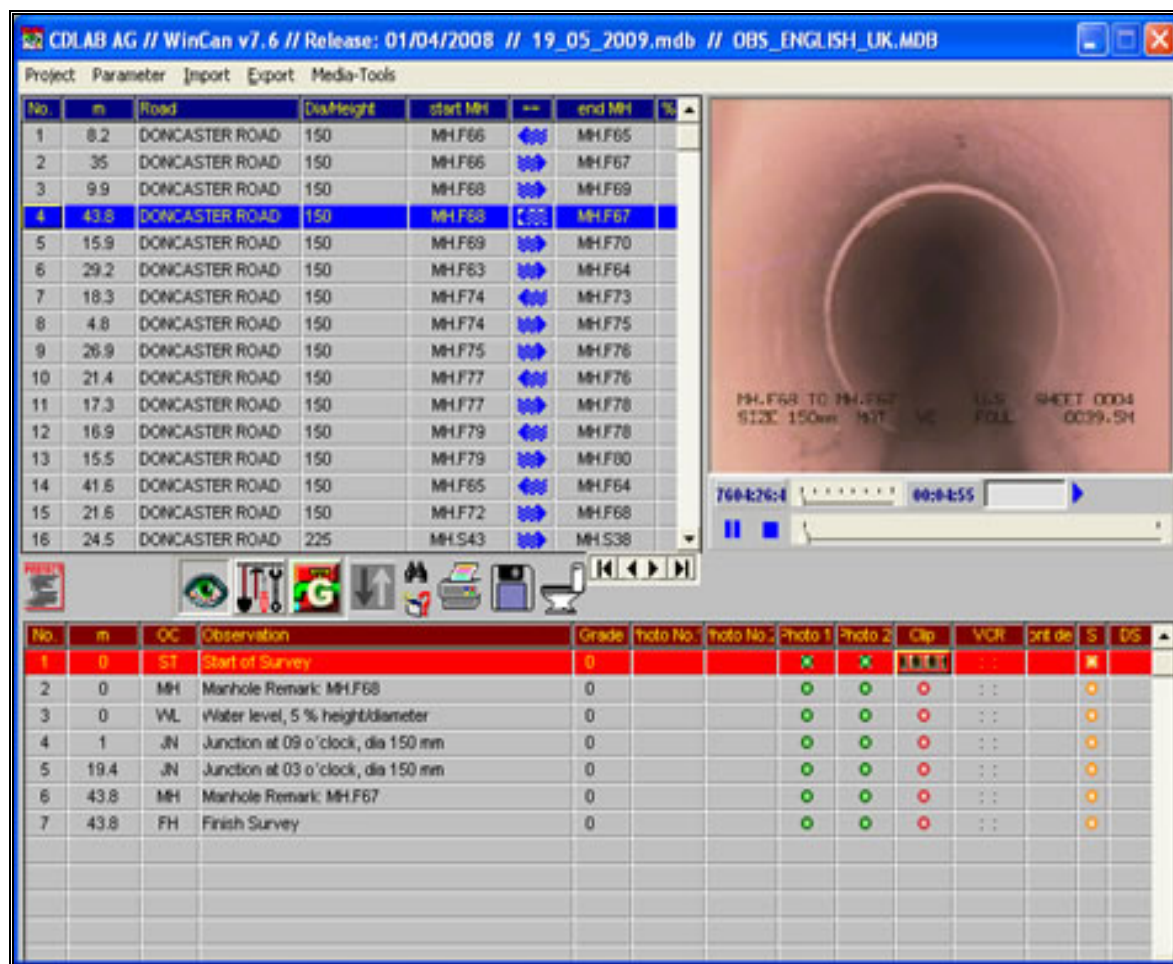 CDLAB AG // WinCan v7.6 // Release: 01/04/2008 // 19_05_2009.mdb // OBS_ENGLISH_UK.MDB
Project Parameter Import Export Media-Tools
No. m Road Dia/Height start MH -- end MH %
1 8.2 DONCASTER ROAD 150 MH.F66 MH.F65
2 35 DONCASTER ROAD 150 MH.F66 MH.F67
3 9.9 DONCASTER ROAD 150 MH.F68 MH.F69
4 43.8 DONCASTER ROAD 150 MH.F68 MH.F67
5 15.9 DONCASTER ROAD 150 MH.F69 MH.F70
6 29.2 DONCASTER ROAD 150 MH.F63 MH.F64
7 18.3 DONCASTER ROAD 150 MH.F74 MH.F73
8 4.8 DONCASTER ROAD 150 MH.F74 MH.F75
9 26.9 DONCASTER ROAD 150 MH.F75 MH.F76
10 21.4 DONCASTER ROAD 150 MH.F77 MH.F76
11 17.3 DONCASTER ROAD 150 MH.F77 MH.F78
12 16.9 DONCASTER ROAD 150 MH.F79 MH.F78
13 15.5 DONCASTER ROAD 150 MH.F79 MH.F80
14 41.6 DONCASTER ROAD 150 MH.F65 MH.F64
15 21.6 DONCASTER ROAD 150 MH.F72 MH.F68
16 24.5 DONCASTER ROAD 225 MH.S43 MH.S38
MH.F68 TO MH.F67 U.S SHEET 0004
SIZE 150mm MAT VC FOUL 0039.5M
7604:26:4 00:04:55
G
No. m OC Observation Grade Photo 1 Photo 2 Clip VCR S DS
1 0 ST Start of Survey 0
2 0 MH Manhole Remark: MH.F68 0 : :
3 0 WL Water level, 5 % height/diameter 0 : :
4 1 JN Junction at 09 o'clock, dia 150 mm 0 : :
5 19.4 JN Junction at 03 o'clock, dia 150 mm 0 : :
6 43.8 MH Manhole Remark: MH.F67 0 : :
7 43.8 FH Finish Survey 0 : :